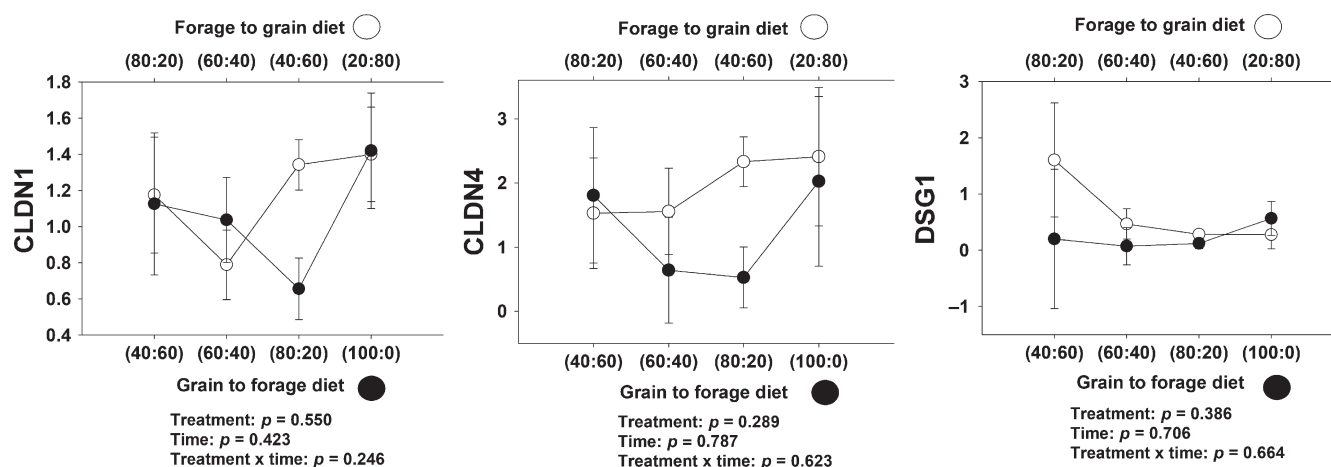 Forage to grain diet
(80:20) (60:40) (40:60) (20:80)
CLDN1
1.8
1.6
1.4
1.2
1.0
0.8
0.6
0.4
(40:60) (60:40) (80:20) (100:0)
Grain to forage diet
Treatment: p = 0.550
Time: p = 0.423
Treatment x time: p = 0.246
Forage to grain diet
(80:20) (60:40) (40:60) (20:80)
CLDN4
3
2
1
0
(40:60) (60:40) (80:20) (100:0)
Grain to forage diet
Treatment: p = 0.289
Time: p = 0.787
Treatment x time: p = 0.623
Forage to grain diet
(80:20) (60:40) (40:60) (20:80)
DSG1
3
2
1
0
–1
(40:60) (60:40) (80:20) (100:0)
Grain to forage diet
Treatment: p = 0.386
Time: p = 0.706
Treatment x time: p = 0.664